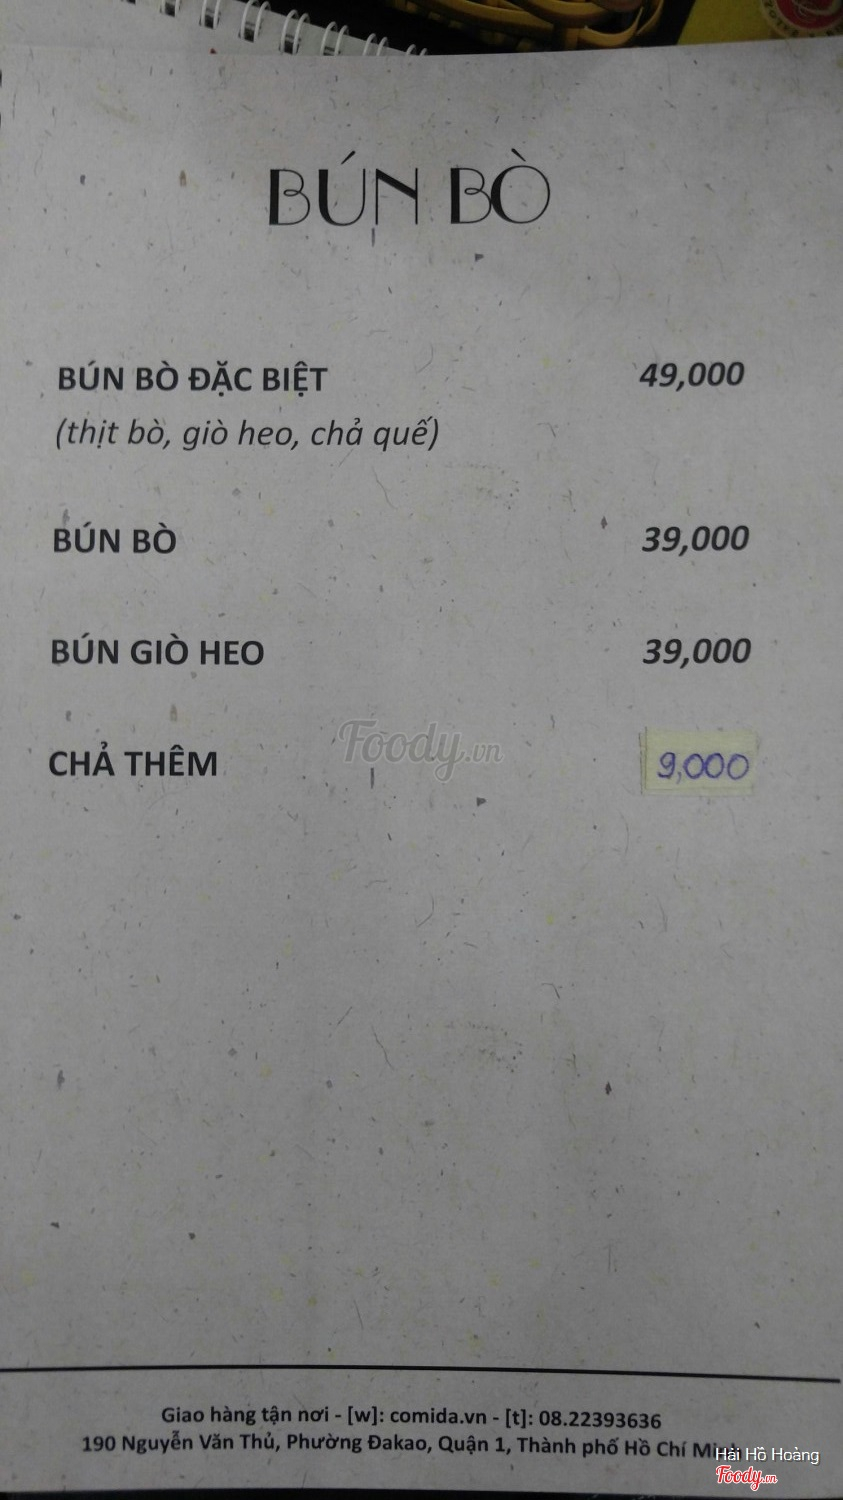 BÚN BÒ
BÚN BÒ ĐẶC BIỆT 49,000
(thịt bò, giò heo, chả quế)
BÚN BÒ 39,000
BÚN GIÒ HEO 39,000
Foody.vn
CHẢ THÊM 9,000
Giao hàng tận nơi - [w]: comida.vn - [t]: 08.22393636
190 Nguyễn Văn Thủ, Phường Đakao, Quận 1, Thành phố Hồ Chí Minh
Hải Hồ Hoàng
Foody.vn